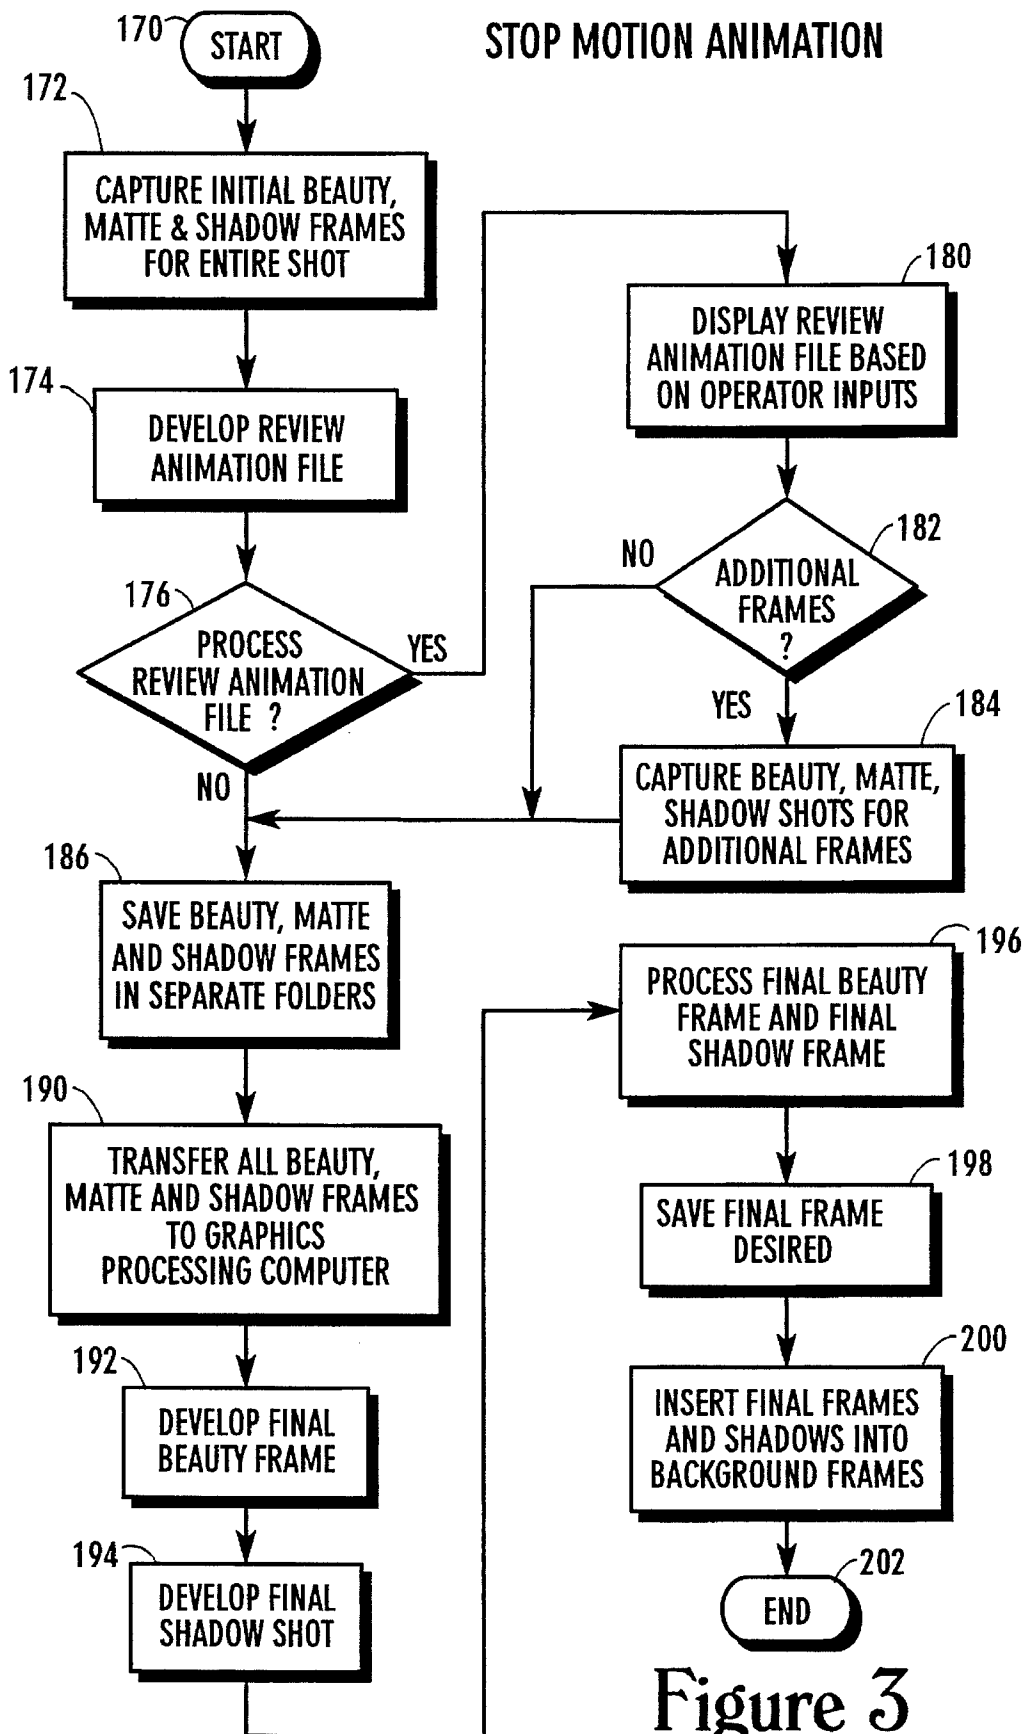 STOP MOTION ANIMATION
170
START
172
CAPTURE INITIAL BEAUTY,
MATTE & SHADOW FRAMES
FOR ENTIRE SHOT
174
DEVELOP REVIEW
ANIMATION FILE
176
PROCESS
REVIEW ANIMATION
FILE ?
YES
NO
180
DISPLAY REVIEW
ANIMATION FILE BASED
ON OPERATOR INPUTS
182
ADDITIONAL
FRAMES
?
NO
YES
184
CAPTURE BEAUTY, MATTE,
SHADOW SHOTS FOR
ADDITIONAL FRAMES
186
SAVE BEAUTY, MATTE
AND SHADOW FRAMES
IN SEPARATE FOLDERS
190
TRANSFER ALL BEAUTY,
MATTE AND SHADOW FRAMES
TO GRAPHICS
PROCESSING COMPUTER
192
DEVELOP FINAL
BEAUTY FRAME
194
DEVELOP FINAL
SHADOW SHOT
196
PROCESS FINAL BEAUTY
FRAME AND FINAL
SHADOW FRAME
198
SAVE FINAL FRAME
DESIRED
200
INSERT FINAL FRAMES
AND SHADOWS INTO
BACKGROUND FRAMES
202
END
Figure 3